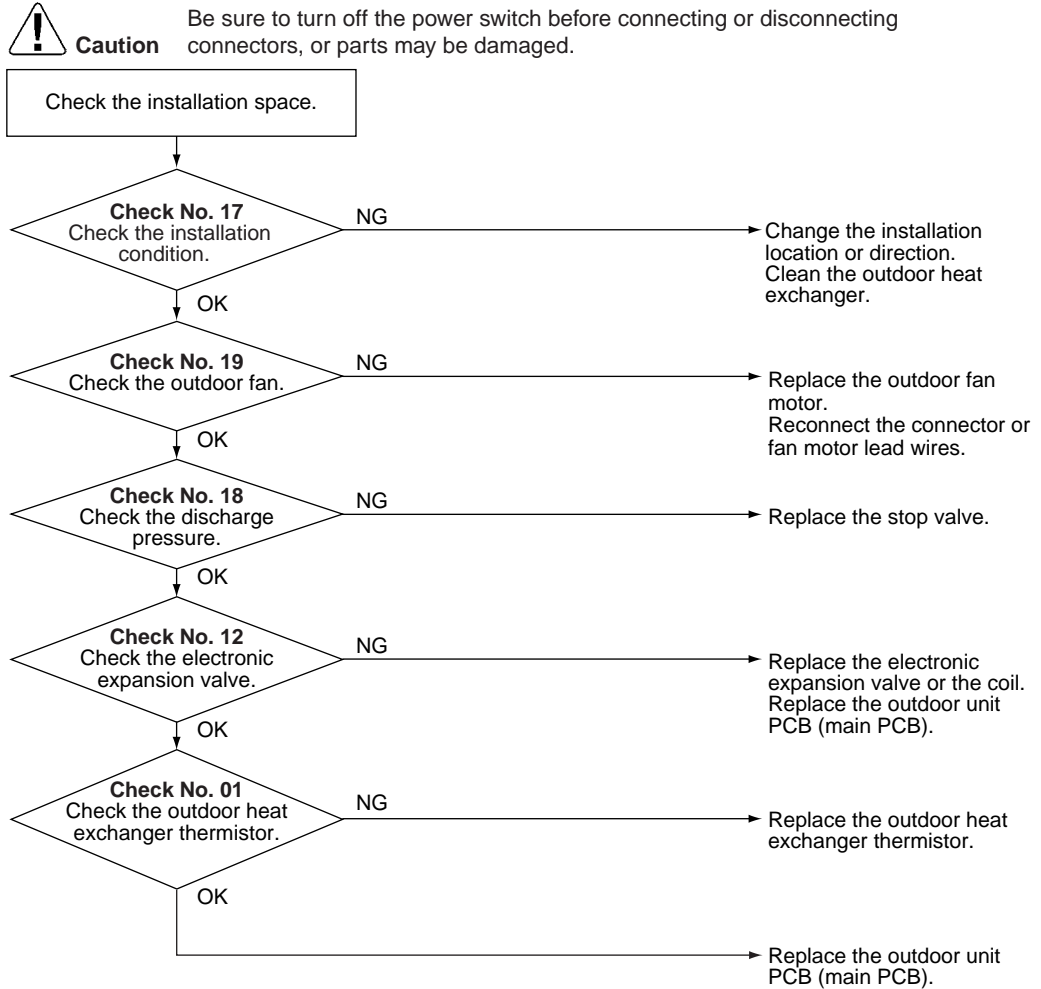 Be sure to turn off the power switch before connecting or disconnecting
Caution connectors, or parts may be damaged.
Check the installation space.
Check No. 17
Check the installation
condition.
NG
Change the installation
location or direction.
Clean the outdoor heat
exchanger.
OK
Check No. 19
Check the outdoor fan.
NG
Replace the outdoor fan
motor.
Reconnect the connector or
fan motor lead wires.
OK
Check No. 18
Check the discharge
pressure.
NG
Replace the stop valve.
OK
Check No. 12
Check the electronic
expansion valve.
NG
Replace the electronic
expansion valve or the coil.
Replace the outdoor unit
PCB (main PCB).
OK
Check No. 01
Check the outdoor heat
exchanger thermistor.
NG
Replace the outdoor heat
exchanger thermistor.
OK
Replace the outdoor unit
PCB (main PCB).